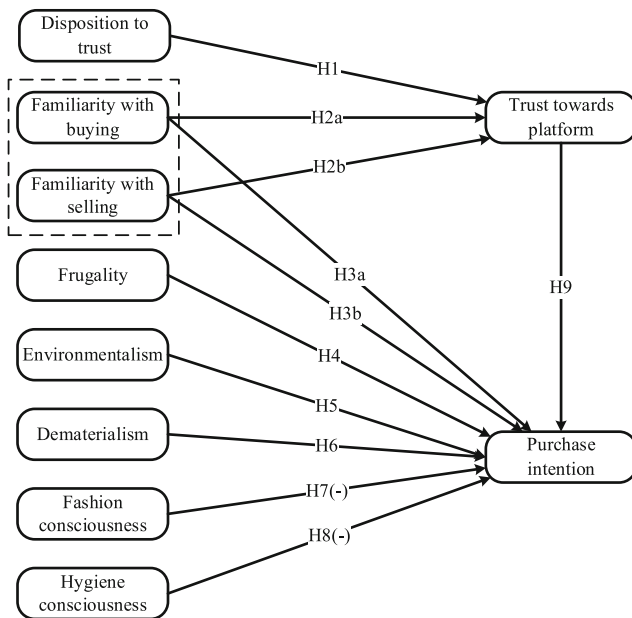 Disposition to
trust
H1
Familiarity with
buying
H2a
Trust towards
platform
Familiarity with
selling
H2b
H3a
Frugality
H3b
H9
H4
Environmentalism
H5
Dematerialism
H6
Purchase
intention
Fashion
consciousness
H7(-)
H8(-)
Hygiene
consciousness